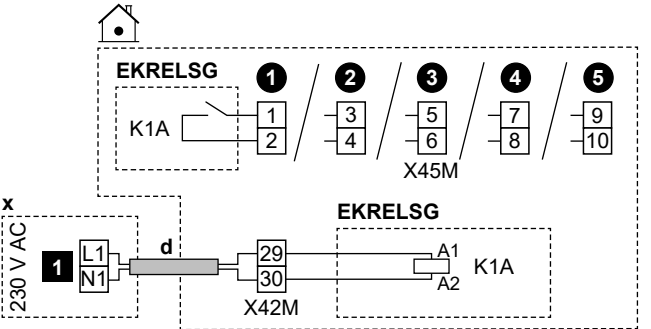 EKRELSG 1 2 3 4 5
K1A 1 3 5 7 9
2 4 6 8 10
X45M
x
EKRELSG
230 V AC
1 L1 d 29 A1 K1A
N1 30 A2
X42M